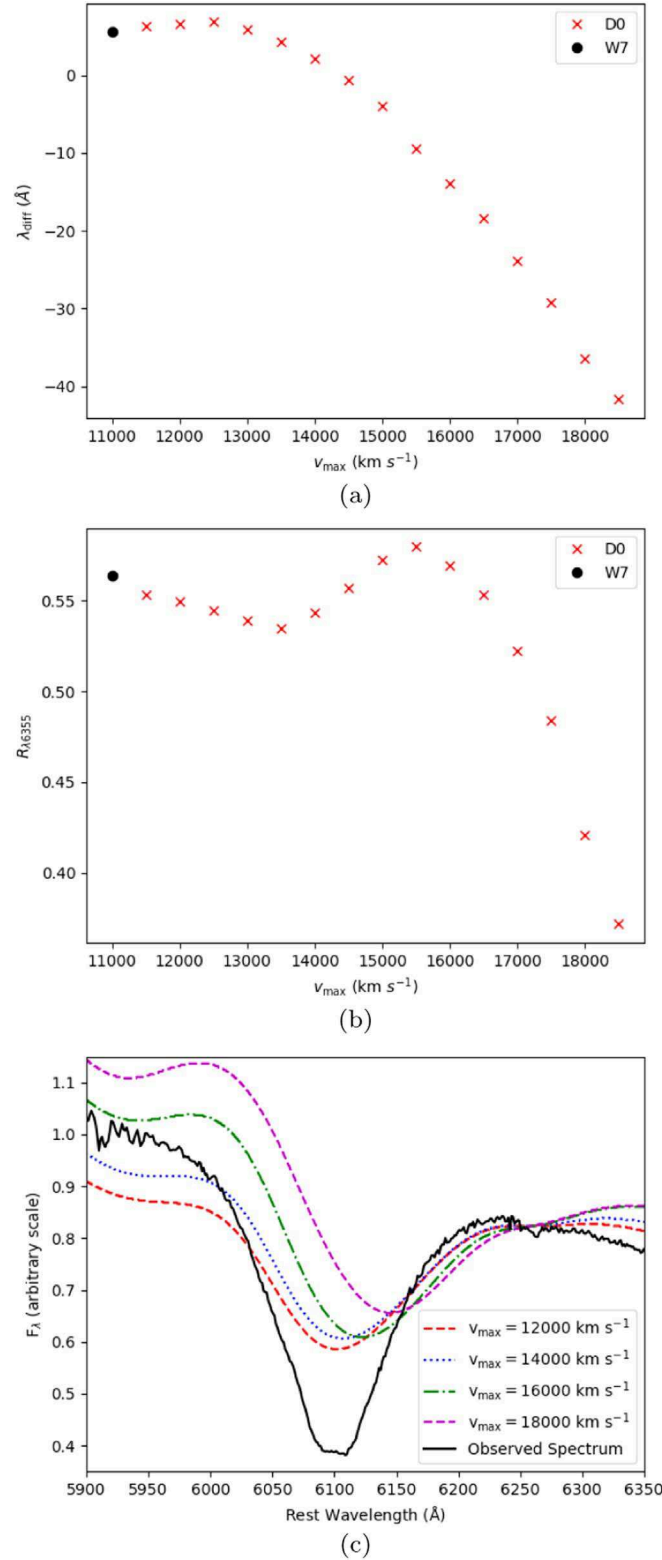 D0
W7
0
−10
−20
−30
−40
λdiff (Å)
11000 12000 13000 14000 15000 16000 17000 18000
vmax (km s⁻¹)
(a)
D0
W7
0.55
0.50
0.45
0.40
Rλ6355
11000 12000 13000 14000 15000 16000 17000 18000
vmax (km s⁻¹)
(b)
1.1
1.0
0.9
0.8
0.7
0.6
0.5
0.4
Fλ (arbitrary scale)
vmax = 12000 km s⁻¹
vmax = 14000 km s⁻¹
vmax = 16000 km s⁻¹
vmax = 18000 km s⁻¹
Observed Spectrum
5900 5950 6000 6050 6100 6150 6200 6250 6300 6350
Rest Wavelength (Å)
(c)